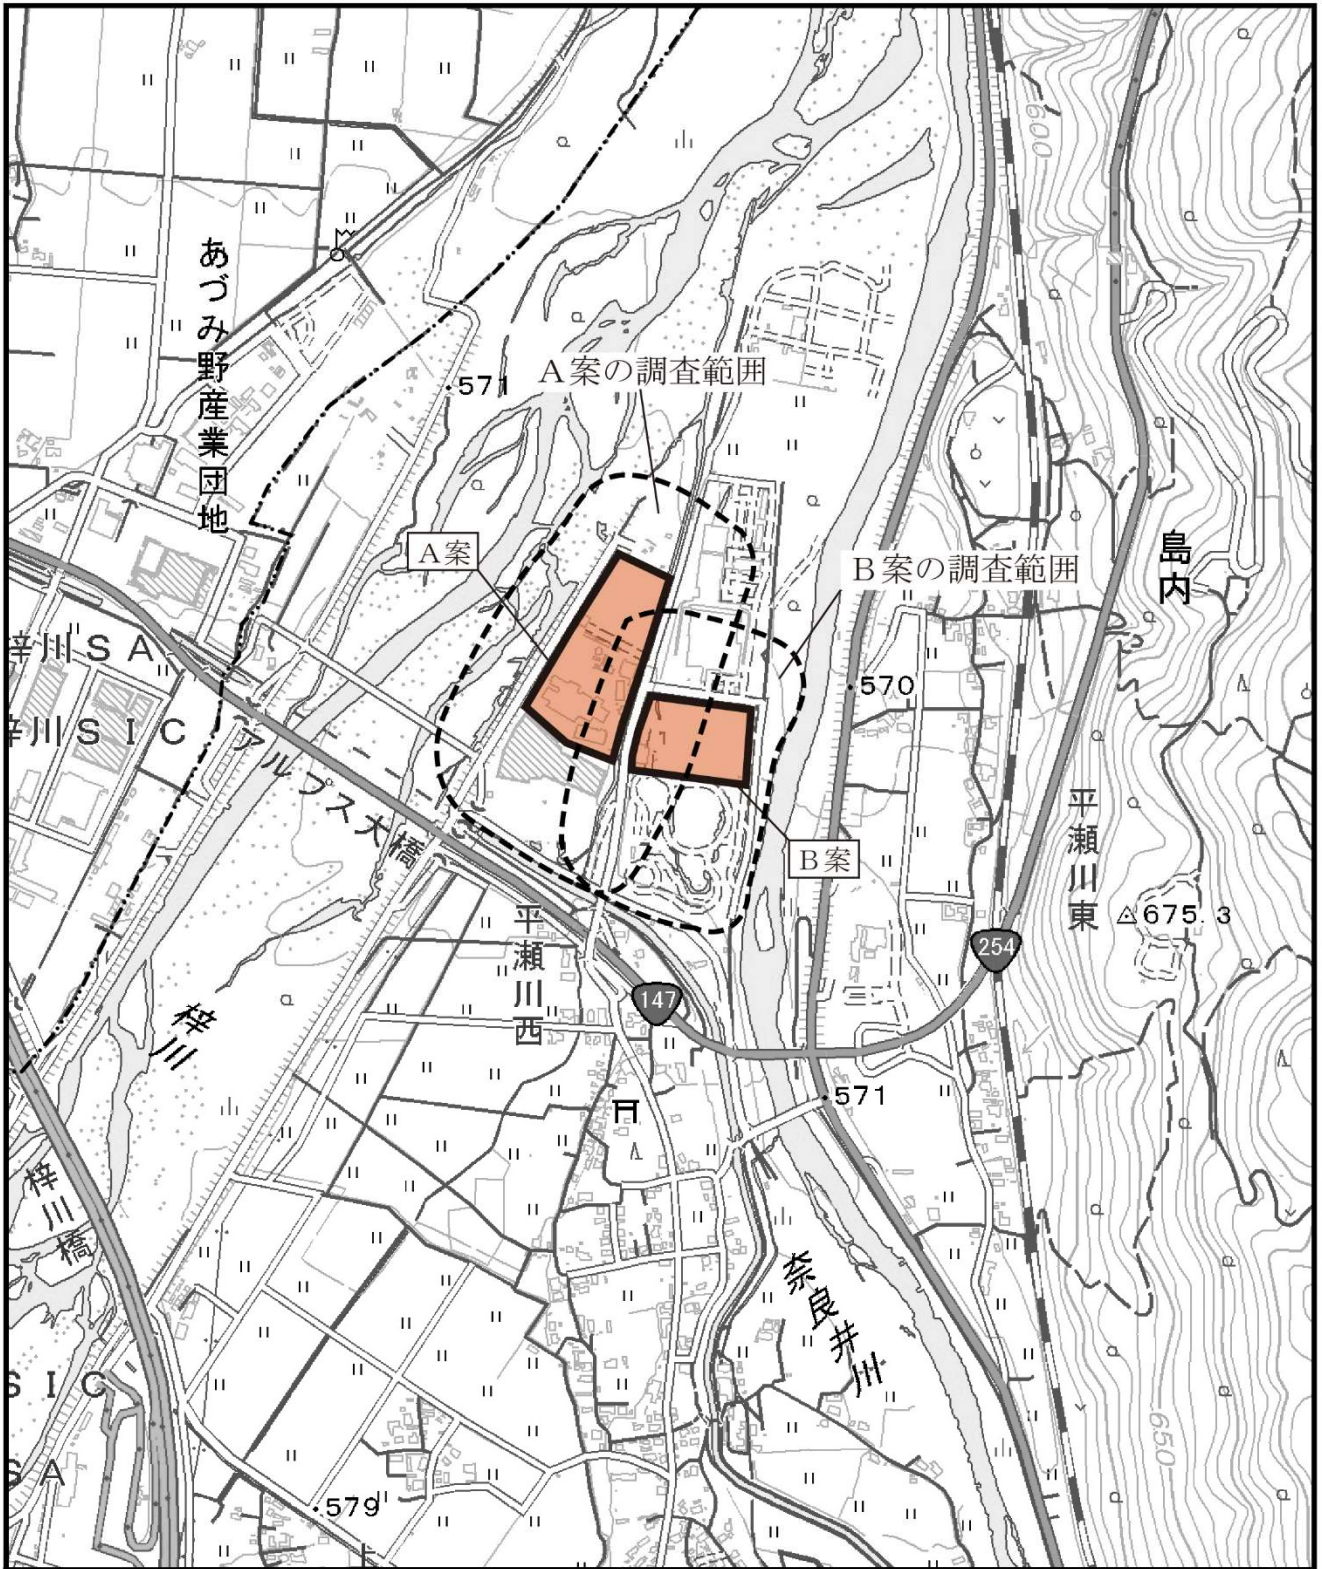 600
あづみ野産業団地
571
A案の調査範囲
A案
B案の調査範囲
島内
梓川SA
570
梓川SIC
アルプス大橋
平瀬川東
B案
675.3
平瀬川西
254
147
梓川
571
梓川橋
奈良井川
SIC
650
SA
579